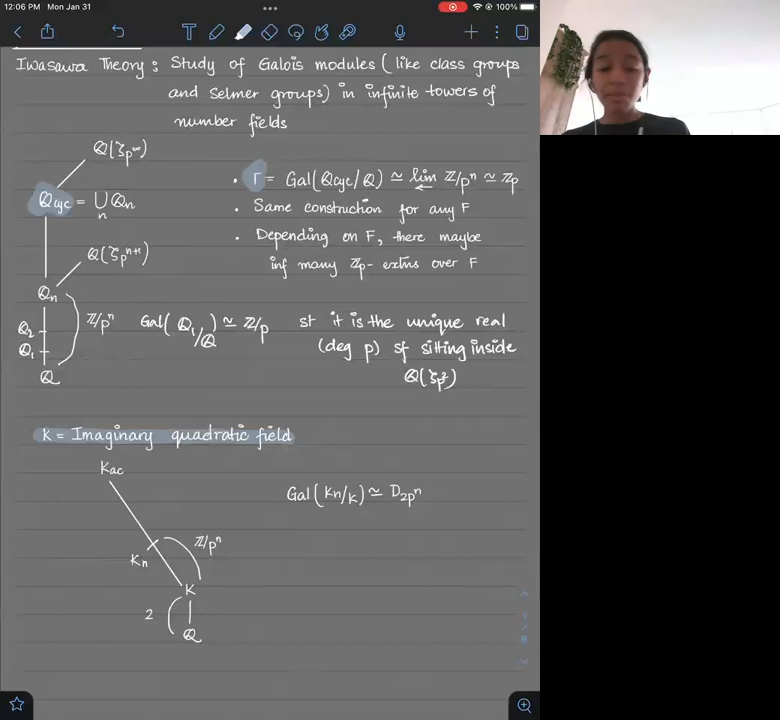 12:06 PM Mon Jan 31
100%
Iwasawa Theory : Study of Galois modules ( like class groups
and Selmer groups ) in infinite towers of
number fields
Q(ζp∞)
Qcyc = ∪n Qn
Q(ζpn+1)
Qn
Z/pn
Q2
Q1
Q
• Γ = Gal(Qcyc/Q) ≃ lim← Z/pn ≃ Zp
• Same construction for any F
• Depending on F, there maybe
inf many Zp- extns over F
Gal(Q1/Q) ≃ Z/p st it is the unique real
(deg p) sf sitting inside
Q(ζp2)
K = Imaginary quadratic field
Kac
Gal(Kn/K) ≃ D2pn
Z/pn
Kn
K
2
Q